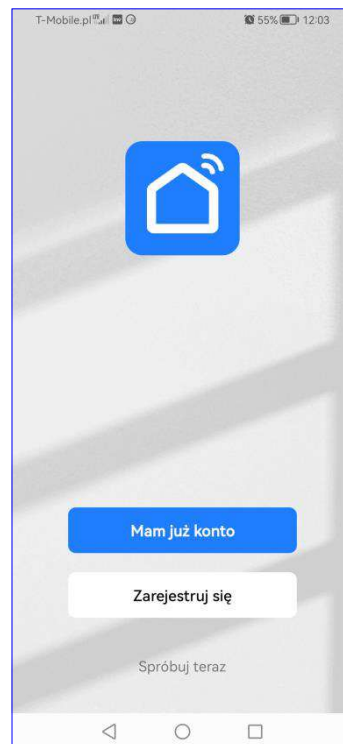 T-Mobile.pl 55% 12:03
Mam już konto
Zarejestruj się
Spróbuj teraz